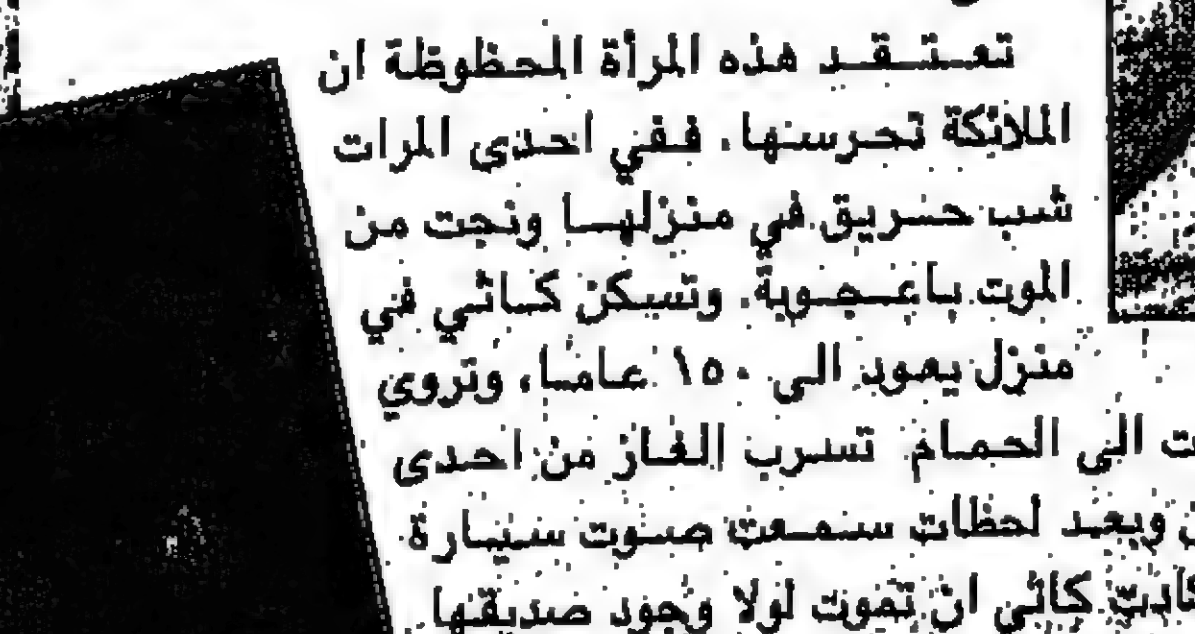 تعتقد هذه المرأة المحظوظة ان
الملائكة تحرسها. ففي احدى المرات
شب حريق في منزلها ونجت من
الموت باعجوبة. وتسكن كاثي في
منزل يعود الى ١٥٠ عاما، وتروي
الى الحمام تسرب الغاز من احدى
وبعد لحظات سمعت صوت سيارة
كاثي ان تموت لولا وجود صديقها